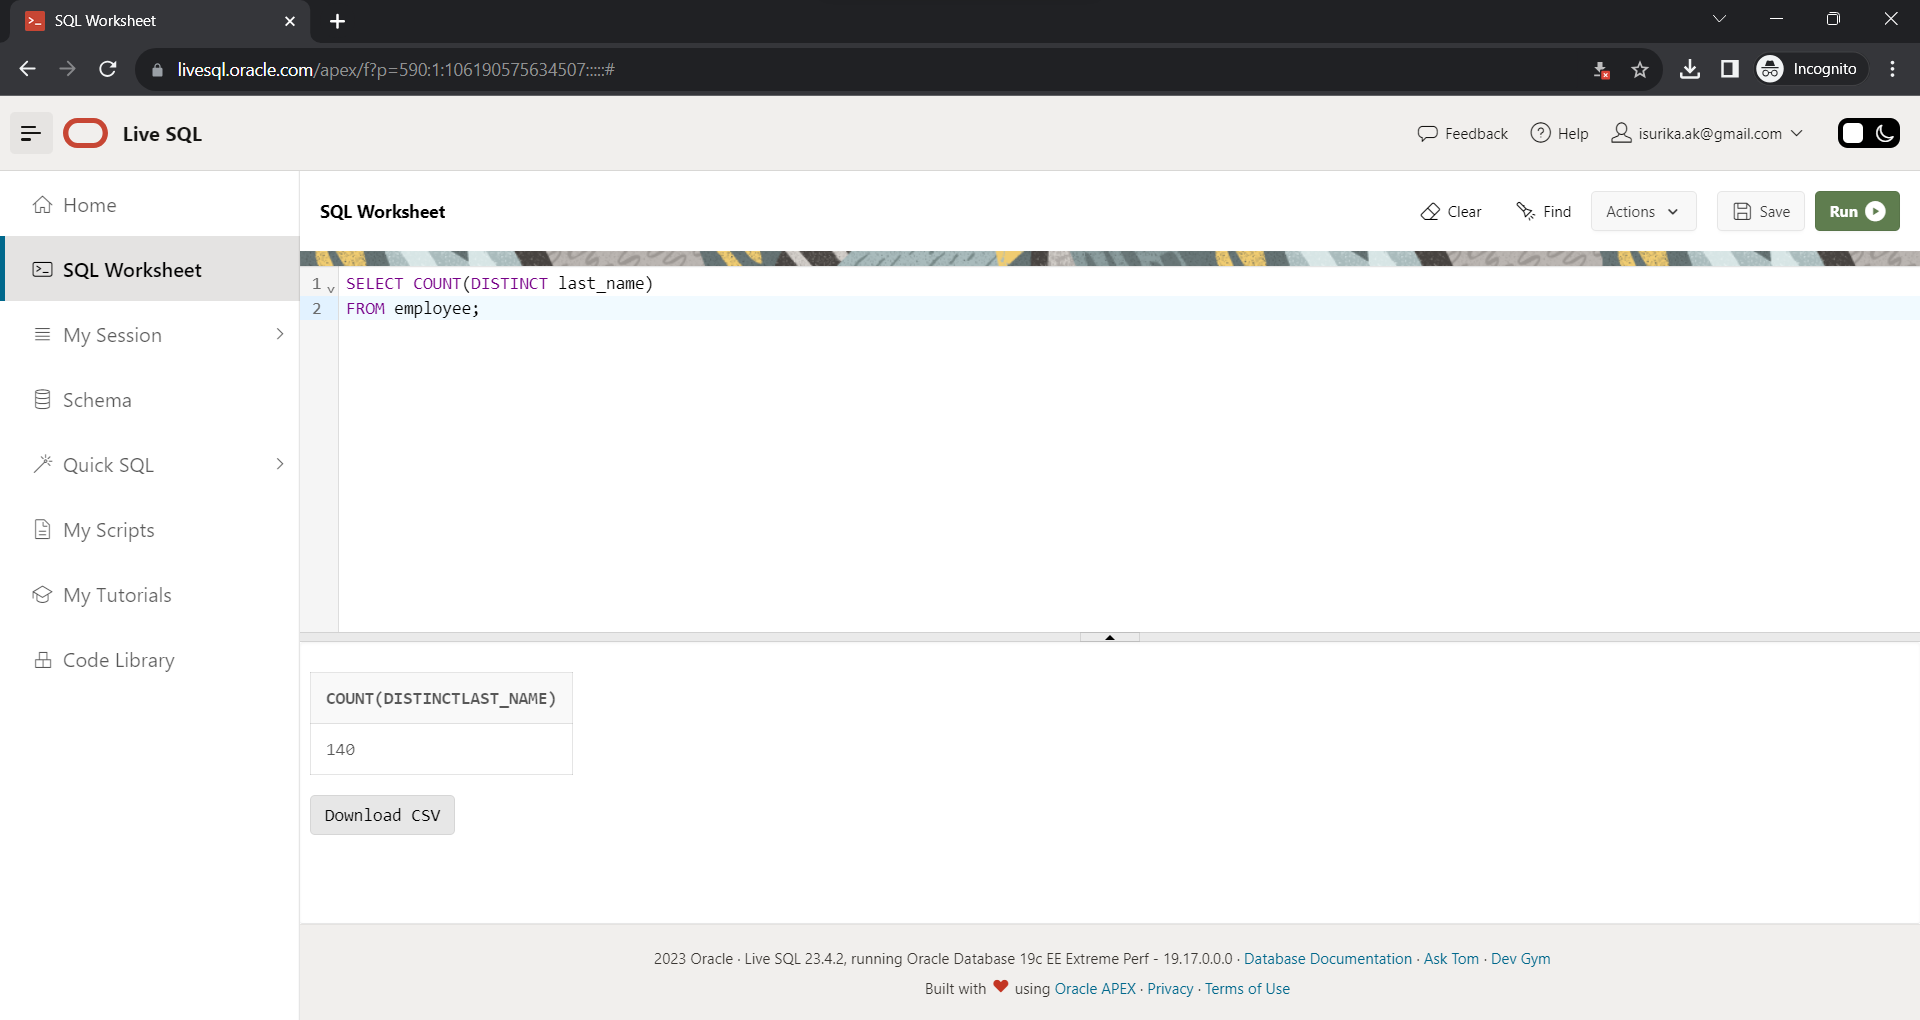 SQL Worksheet
livesql.oracle.com/apex/f?p=590:1:106190575634507:::::#
Incognito
Live SQL
Feedback
Help
isurika.ak@gmail.com
Home
SQL Worksheet
My Session
Schema
Quick SQL
My Scripts
My Tutorials
Code Library
SQL Worksheet
Clear
Find
Actions
Save
Run
1 SELECT COUNT(DISTINCT last_name)
2 FROM employee;
COUNT(DISTINCTLAST_NAME)
140
Download CSV
2023 Oracle · Live SQL 23.4.2, running Oracle Database 19c EE Extreme Perf - 19.17.0.0.0 · Database Documentation · Ask Tom · Dev Gym
Built with ❤ using Oracle APEX · Privacy · Terms of Use